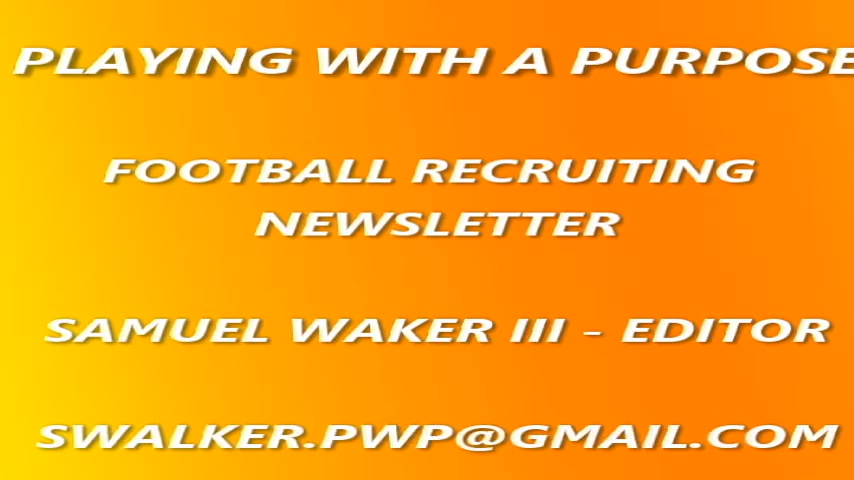 PLAYING WITH A PURPOSE
FOOTBALL RECRUITING
NEWSLETTER
SAMUEL WAKER III - EDITOR
SWALKER.PWP@GMAIL.COM